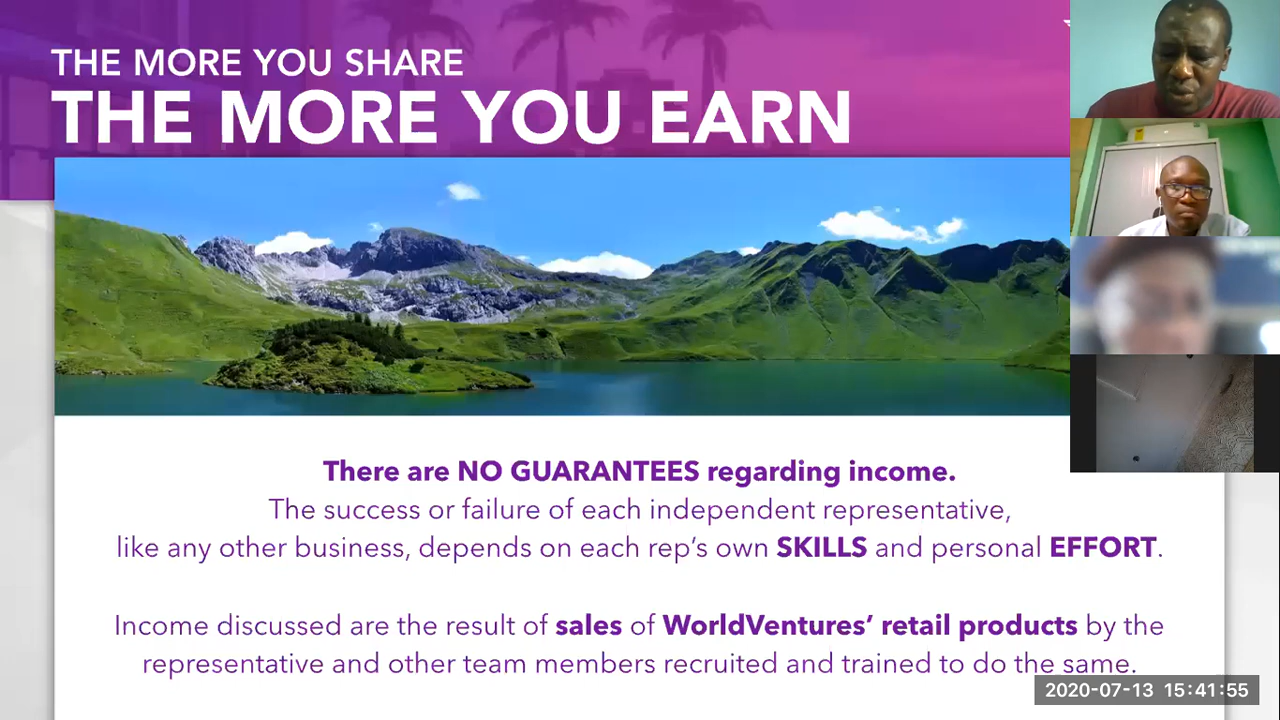 THE MORE YOU SHARE
THE MORE YOU EARN
There are NO GUARANTEES regarding income.
The success or failure of each independent representative,
like any other business, depends on each rep's own SKILLS and personal EFFORT.
Income discussed are the result of sales of WorldVentures' retail products by the
representative and other team members recruited and trained to do the same.
2020-07-13 15:41:55